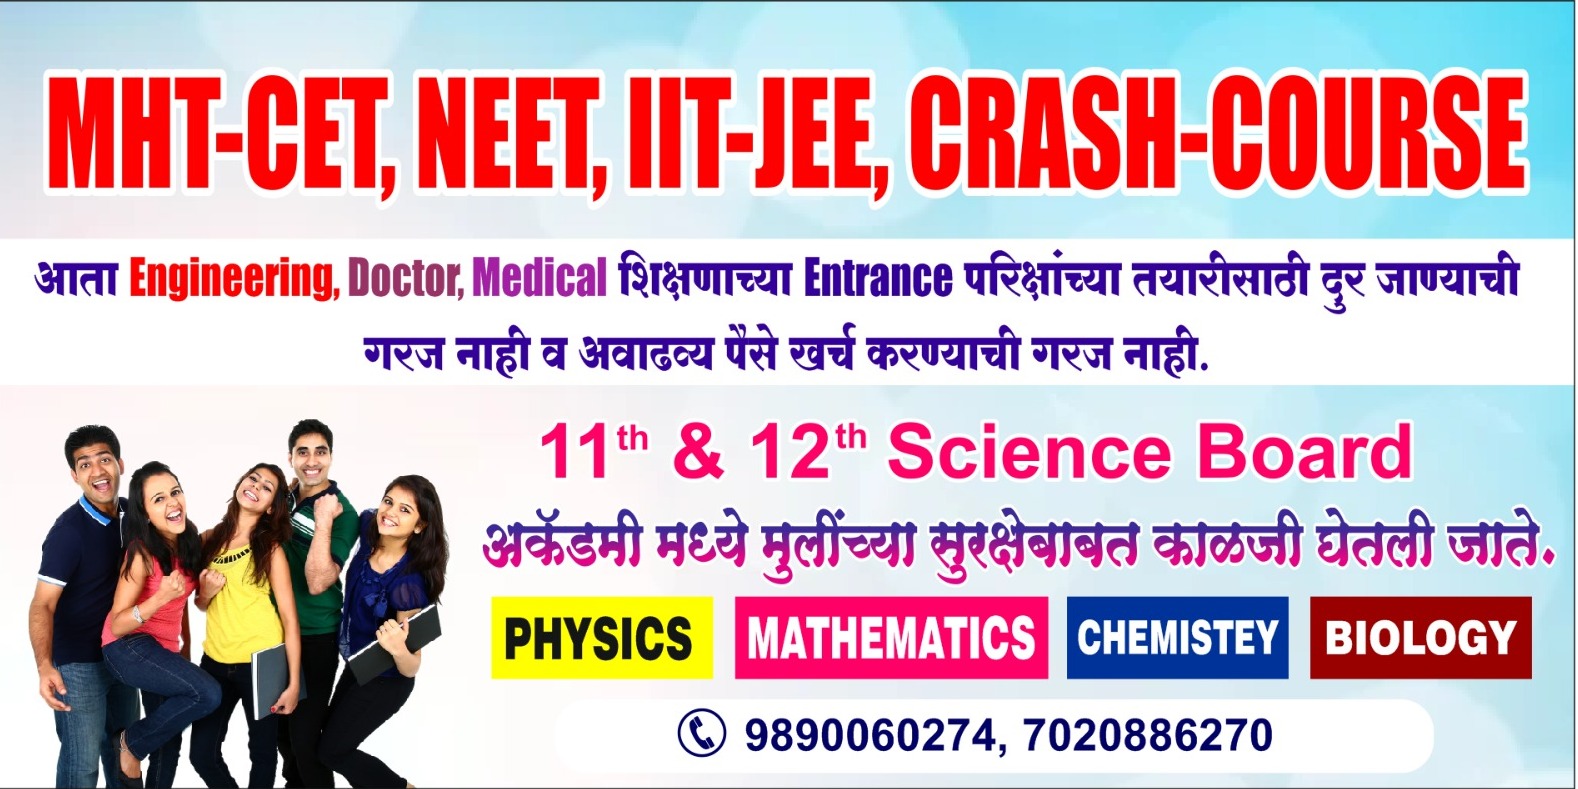 MHT-CET, NEET, IIT-JEE, CRASH-COURSE
आता Engineering, Doctor, Medical शिक्षणाच्या Entrance परिक्षांच्या तयारीसाठी दुर जाण्याची
गरज नाही व अवाढव्य पैसे खर्च करण्याची गरज नाही.
11th & 12th Science Board
अकॅडमी मध्ये मुलींच्या सुरक्षेबाबत काळजी घेतली जाते.
PHYSICS MATHEMATICS CHEMISTEY BIOLOGY
9890060274, 7020886270